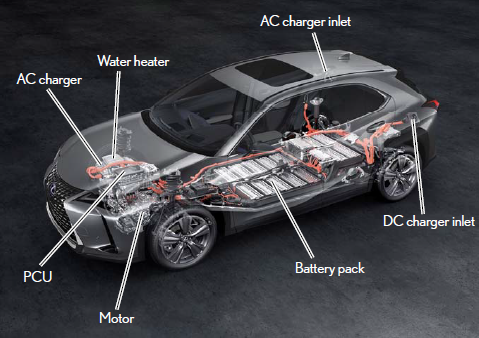 AC charger inlet
Water heater
AC charger
DC charger inlet
Battery pack
PCU
Motor